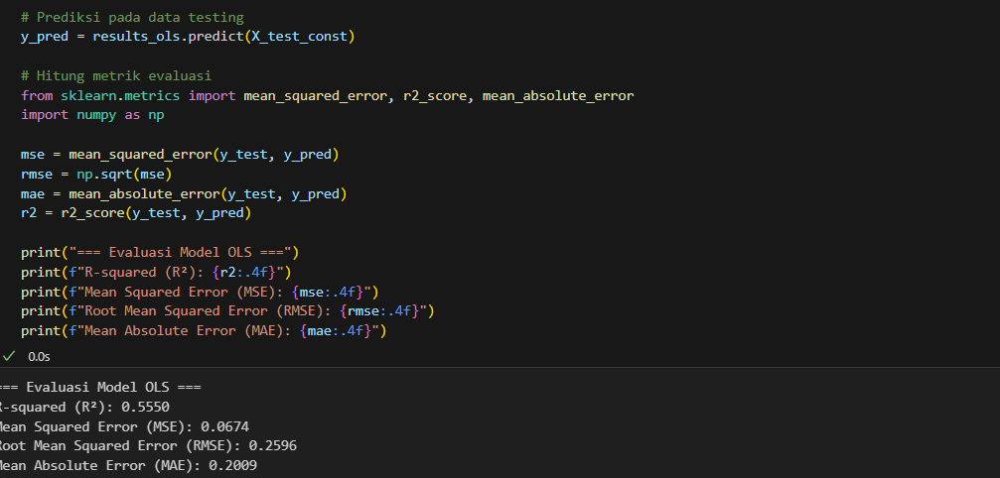 # Prediksi pada data testing
y_pred = results_ols.predict(X_test_const)
# Hitung metrik evaluasi
from sklearn.metrics import mean_squared_error, r2_score, mean_absolute_error
import numpy as np
mse = mean_squared_error(y_test, y_pred)
rmse = np.sqrt(mse)
mae = mean_absolute_error(y_test, y_pred)
r2 = r2_score(y_test, y_pred)
print("=== Evaluasi Model OLS ===")
print(f"R-squared (R²): {r2:.4f}")
print(f"Mean Squared Error (MSE): {mse:.4f}")
print(f"Root Mean Squared Error (RMSE): {rmse:.4f}")
print(f"Mean Absolute Error (MAE): {mae:.4f}")
✓ 0.0s
=== Evaluasi Model OLS ===
R-squared (R²): 0.5550
Mean Squared Error (MSE): 0.0674
Root Mean Squared Error (RMSE): 0.2596
Mean Absolute Error (MAE): 0.2009